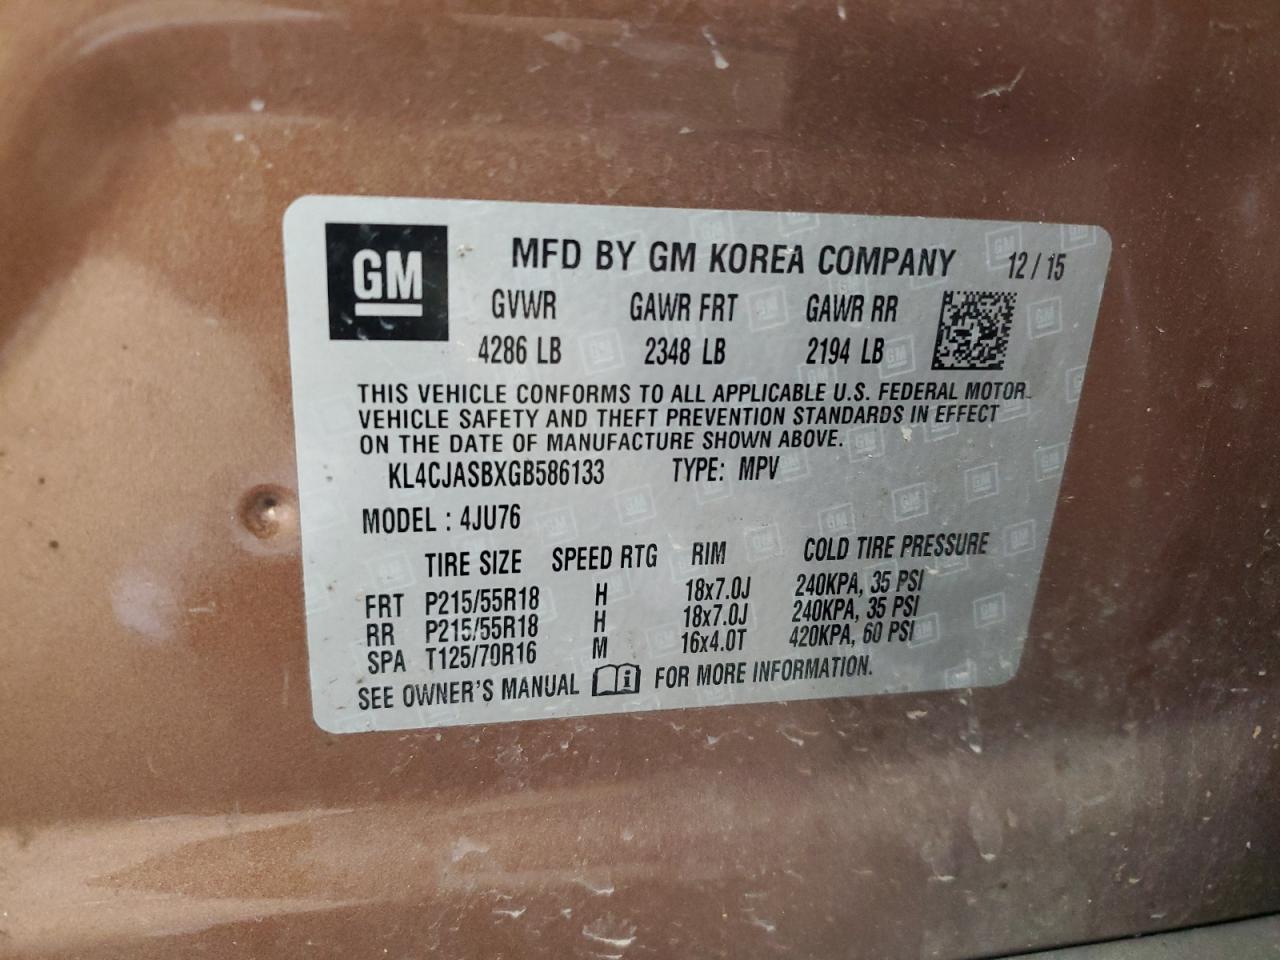 GM
MFD BY GM KOREA COMPANY 12 / 15
GVWR GAWR FRT GAWR RR
4286 LB 2348 LB 2194 LB
THIS VEHICLE CONFORMS TO ALL APPLICABLE U.S. FEDERAL MOTOR
VEHICLE SAFETY AND THEFT PREVENTION STANDARDS IN EFFECT
ON THE DATE OF MANUFACTURE SHOWN ABOVE.
KL4CJASBXGB586133 TYPE: MPV
MODEL : 4JU76
TIRE SIZE SPEED RTG RIM COLD TIRE PRESSURE
FRT P215/55R18 H 18x7.0J 240KPA, 35 PSI
RR P215/55R18 H 18x7.0J 240KPA, 35 PSI
SPA T125/70R16 M 16x4.0T 420KPA, 60 PSI
SEE OWNER'S MANUAL i FOR MORE INFORMATION.